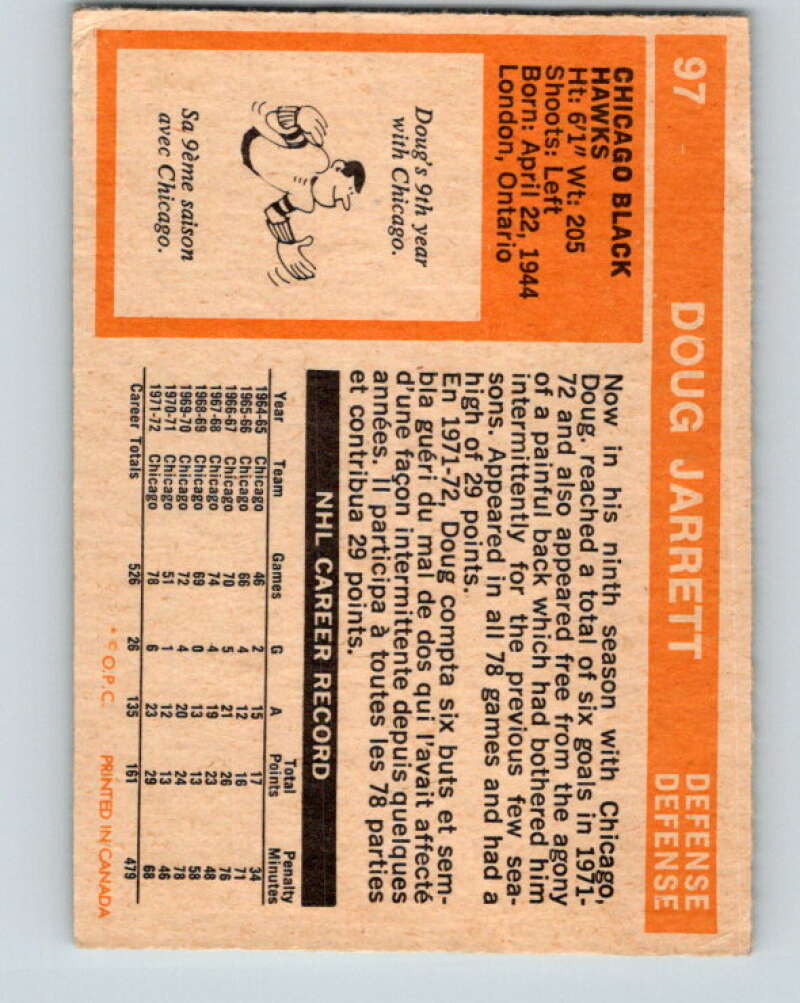 97 DOUG JARRETT DEFENSE
DEFENSE
CHICAGO BLACK
HAWKS
Ht: 6'1" Wt: 205
Shoots: Left
Born: April 22, 1944
London, Ontario
Doug's 9th year
with Chicago.
Sa 9ème saison
avec Chicago.
Now in his ninth season with Chicago,
Doug. reached a total of six goals in 1971-
72 and also appeared free from the agony
of a painful back which had bothered him
intermittently for the previous few sea-
sons. Appeared in all 78 games and had a
high of 29 points.
En 1971-72, Doug compta six buts et sem-
bla guéri du mal de dos qui l'avait affecté
d'une façon intermittente depuis quelques
années. Il participa à toutes les 78 parties
et contribua 29 points.
NHL CAREER RECORD
Year Team Games G A Total Points Penalty Minutes
1964-65 Chicago 46 2 15 17 34
1965-66 Chicago 66 4 12 16 71
1966-67 Chicago 70 5 21 26 76
1967-68 Chicago 74 4 19 23 48
1968-69 Chicago 69 0 13 13 58
1969-70 Chicago 72 4 20 24 78
1970-71 Chicago 51 1 12 13 46
1971-72 Chicago 78 6 23 29 68
Career Totals 526 26 135 161 479
* © O.P.C. PRINTED IN CANADA